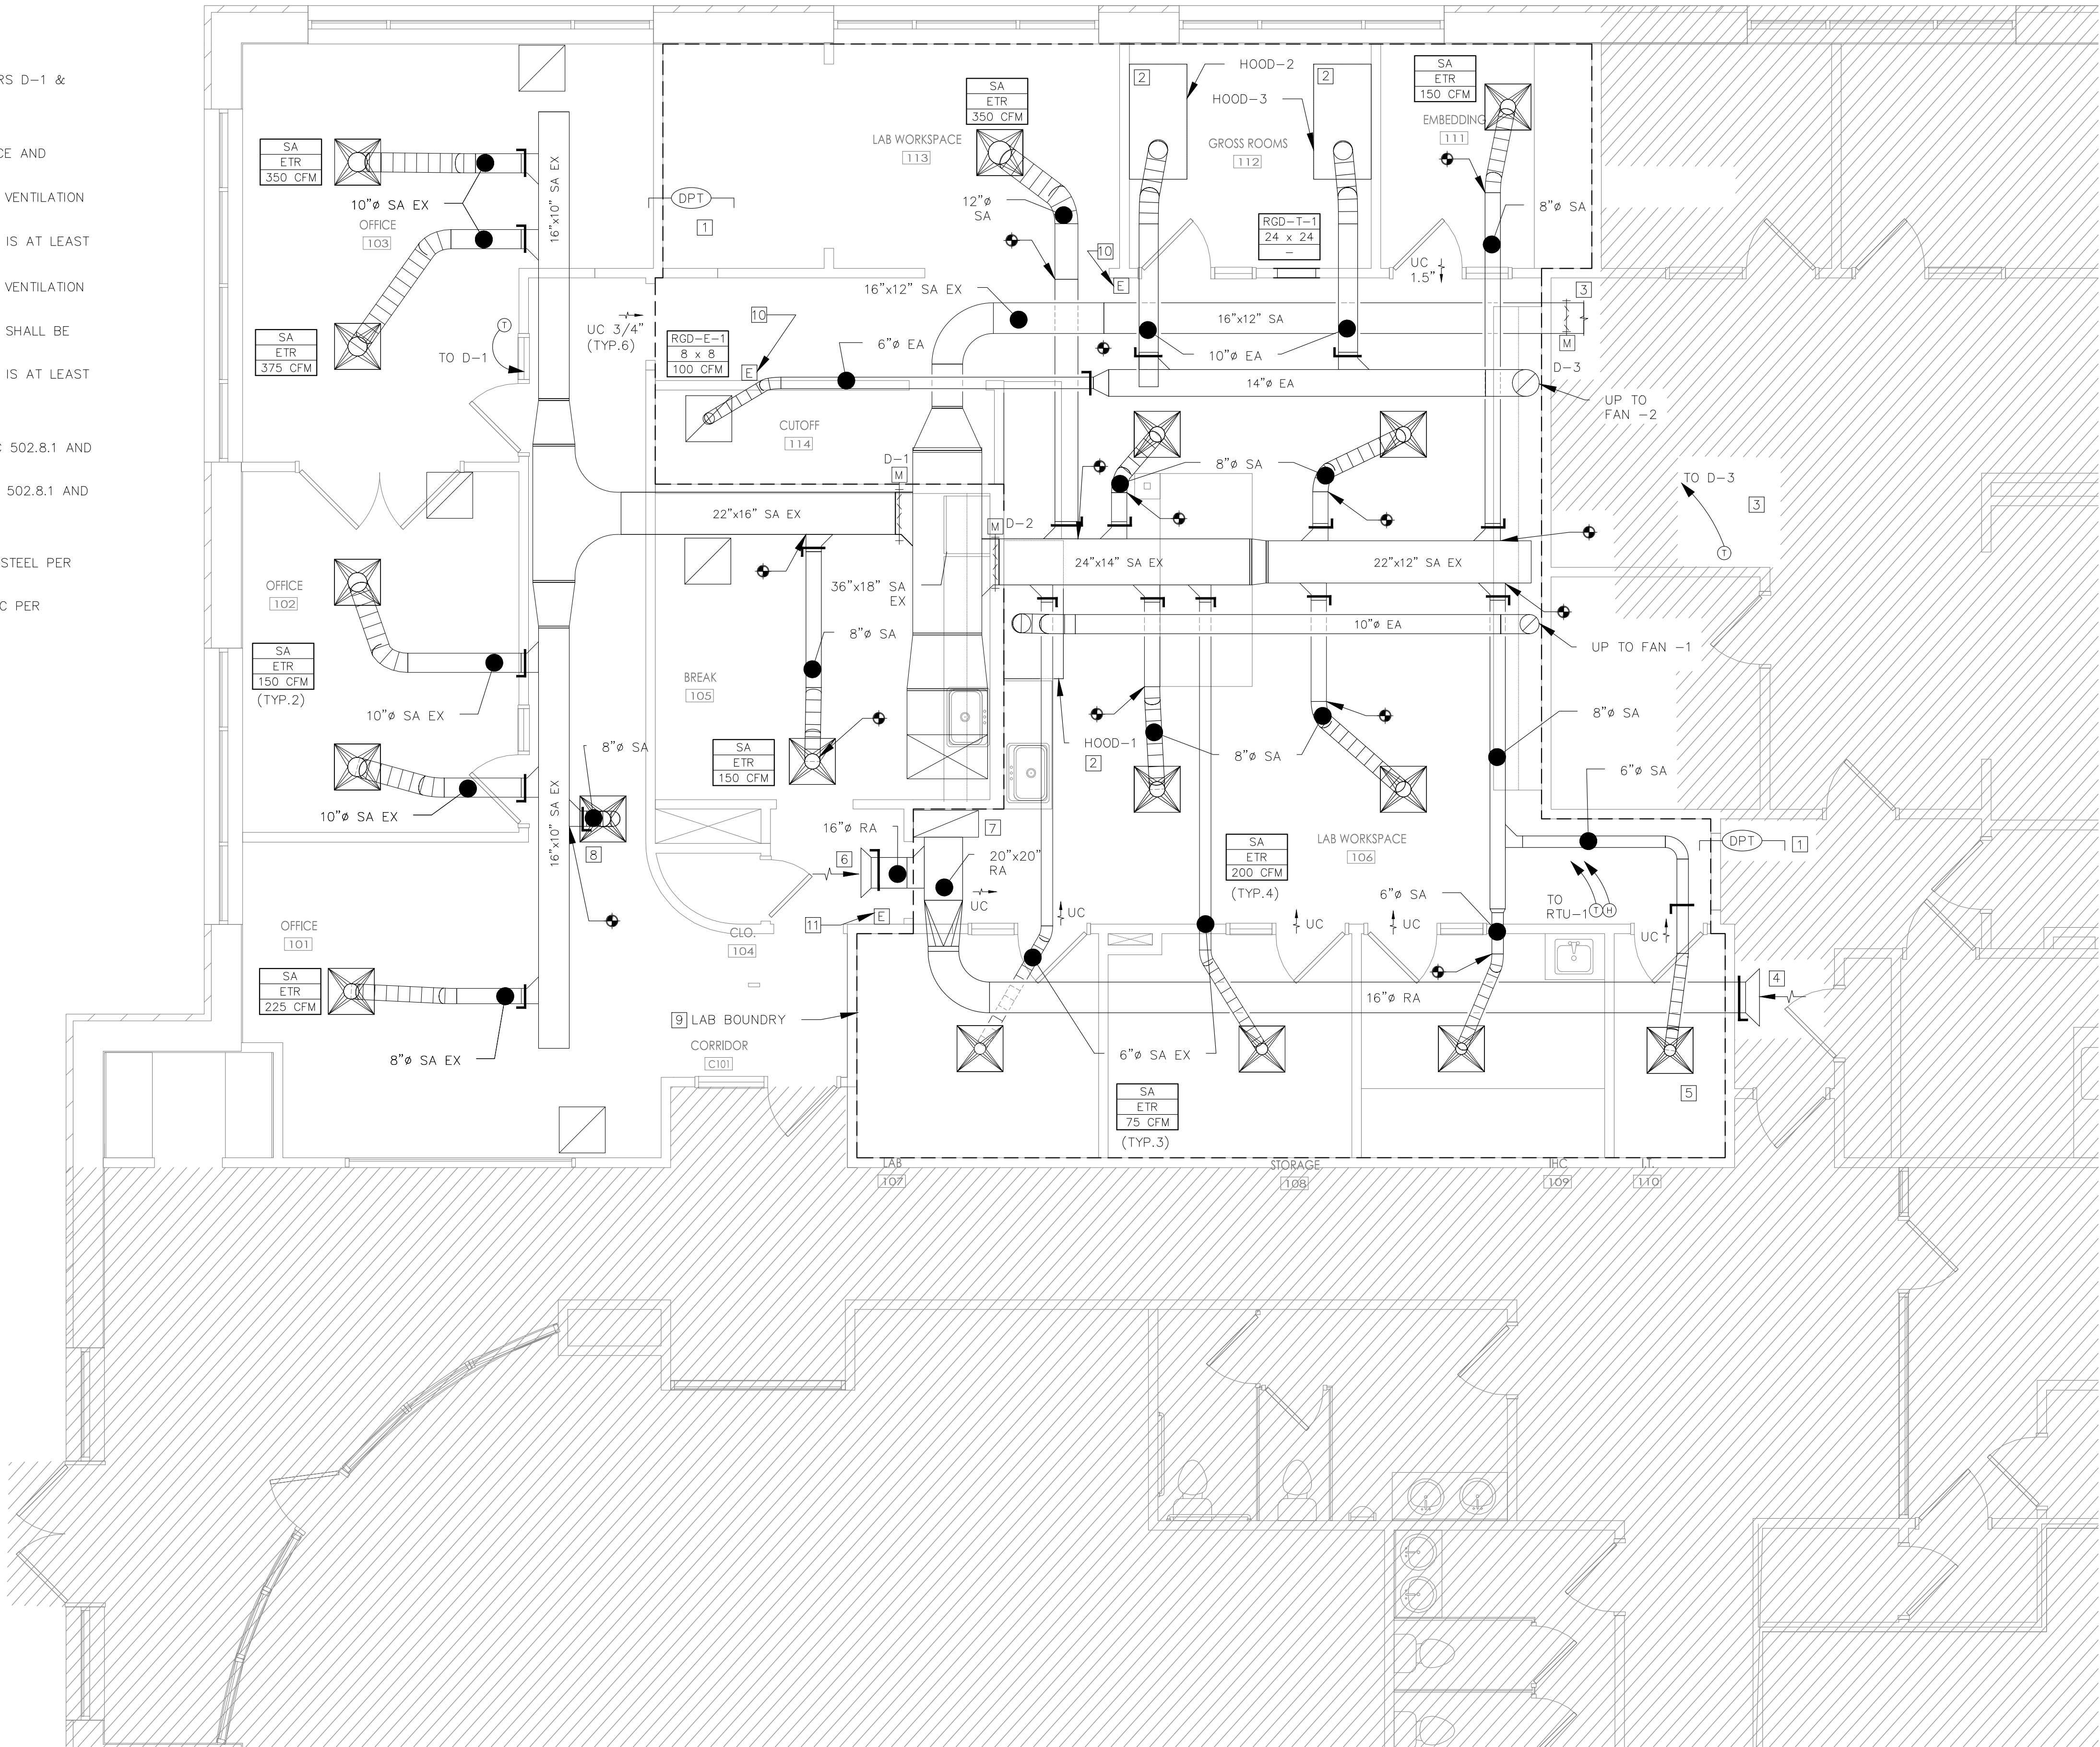 RS D-1 &
CE AND
VENTILATION
IS AT LEAST
VENTILATION
SHALL BE
IS AT LEAST
502.8.1 AND
502.8.1 AND
STEEL PER
C PER
SA
ETR
350 CFM
10"ø SA EX
OFFICE
103
16"x10" SA EX
SA
ETR
375 CFM
TO D-1
T
UC 3/4"
(TYP.6)
DPT
1
LAB WORKSPACE
113
SA
ETR
350 CFM
12"ø
SA
2
HOOD-2
HOOD-3
2
GROSS ROOMS
112
SA
ETR
150 CFM
EMBEDDING
111
8"ø SA
RGD-T-1
24 x 24
-
UC
1.5"
10
E
16"x12" SA EX
16"x12" SA
3
M
D-3
10
RGD-E-1
8 x 8
100 CFM
E
6"ø EA
10"ø EA
14"ø EA
UP TO
FAN -2
CUTOFF
114
D-1
M
8"ø SA
TO D-3
3
T
22"x16" SA EX
M
D-2
24"x14" SA EX
22"x12" SA EX
36"x18" SA
EX
OFFICE
102
SA
ETR
150 CFM
(TYP.2)
10"ø SA EX
8"ø SA
10"ø EA
UP TO FAN -1
BREAK
105
8"ø SA
SA
ETR
150 CFM
HOOD-1
2
8"ø SA
8"ø SA
6"ø SA
10"ø SA EX
16"x10" SA EX
8
16"ø RA
7
6
20"x20"
RA
UC
UC
SA
ETR
200 CFM
(TYP.4)
LAB WORKSPACE
106
DPT
1
6"ø SA
TO
RTU-1
T
H
11
E
CLO.
104
UC
UC
UC
OFFICE
101
SA
ETR
225 CFM
8"ø SA EX
16"ø RA
4
9
LAB BOUNDRY
CORRIDOR
C101
6"ø SA EX
SA
ETR
75 CFM
(TYP.3)
5
LAB
107
STORAGE
108
IHC
109
I.T.
110